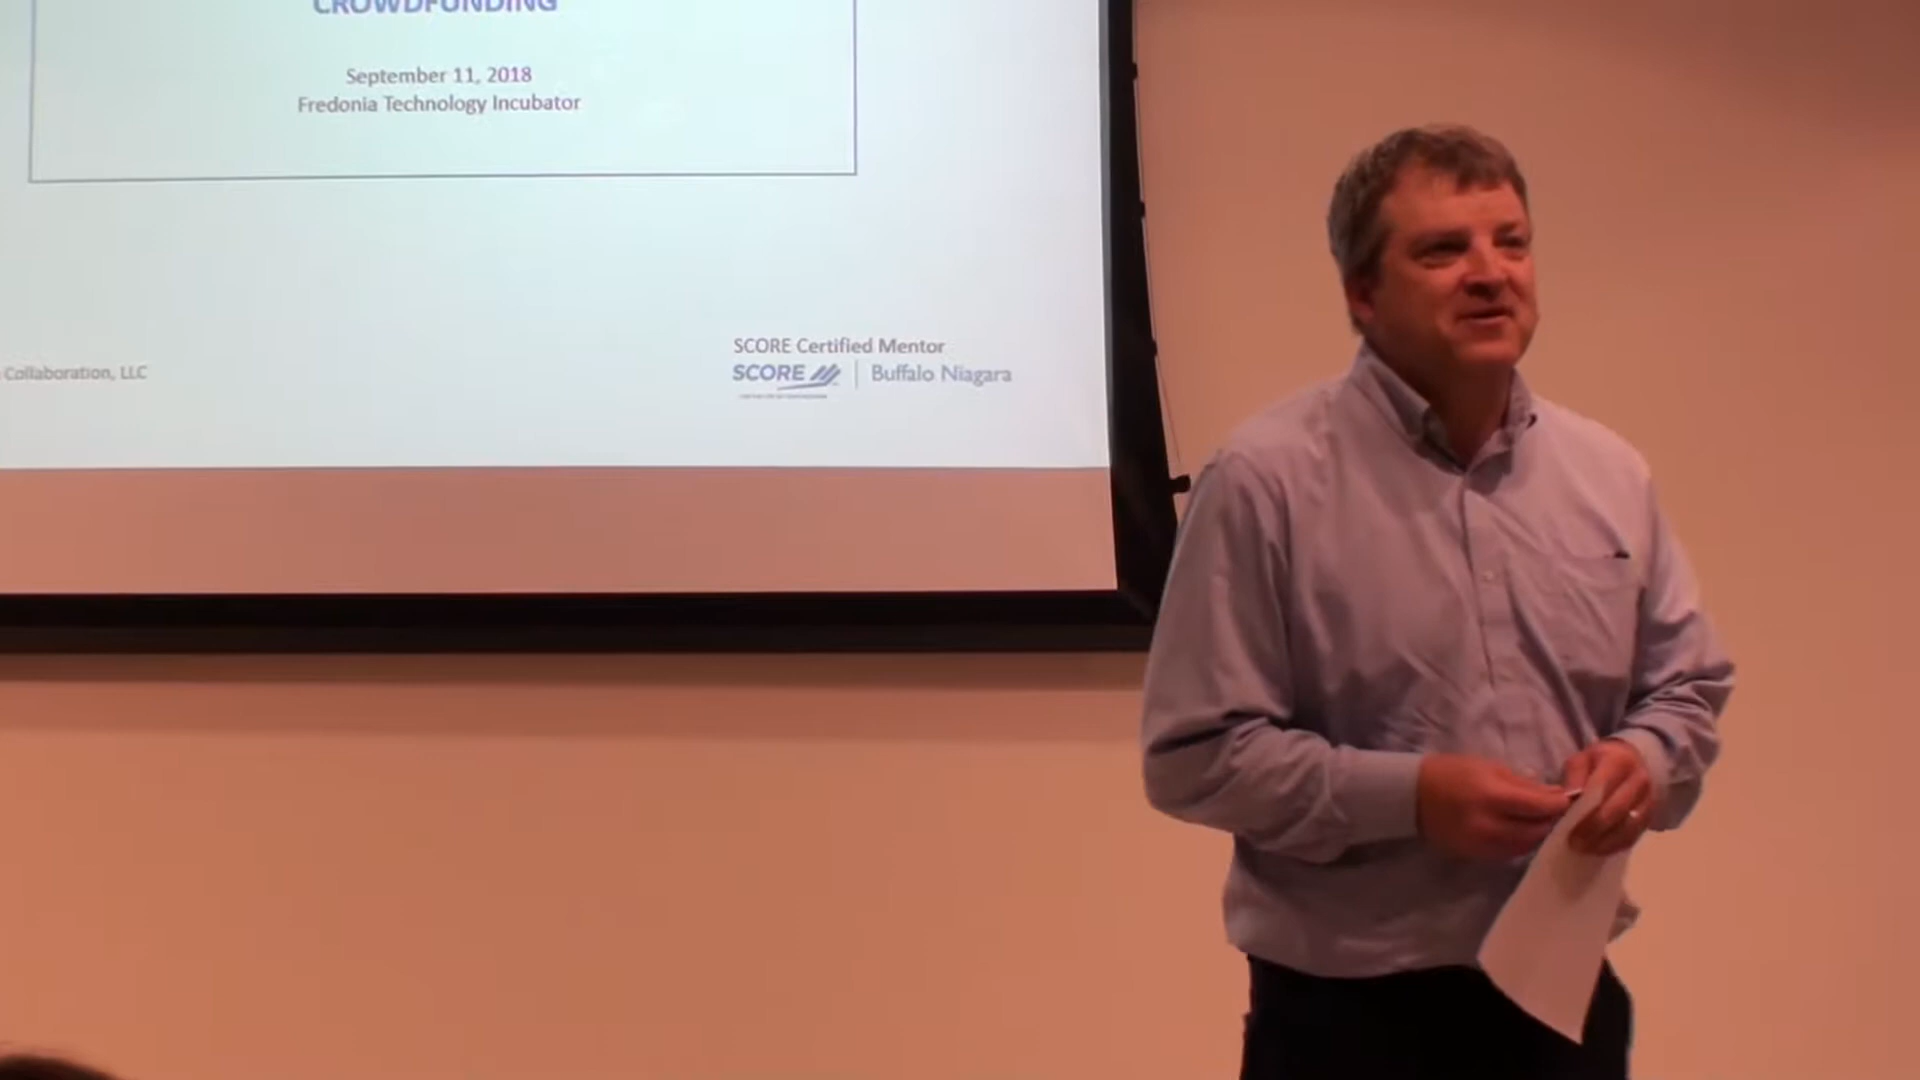 CROWDFUNDING
September 11, 2018
Fredonia Technology Incubator
Collaboration, LLC
SCORE Certified Mentor
SCORE | Buffalo Niagara